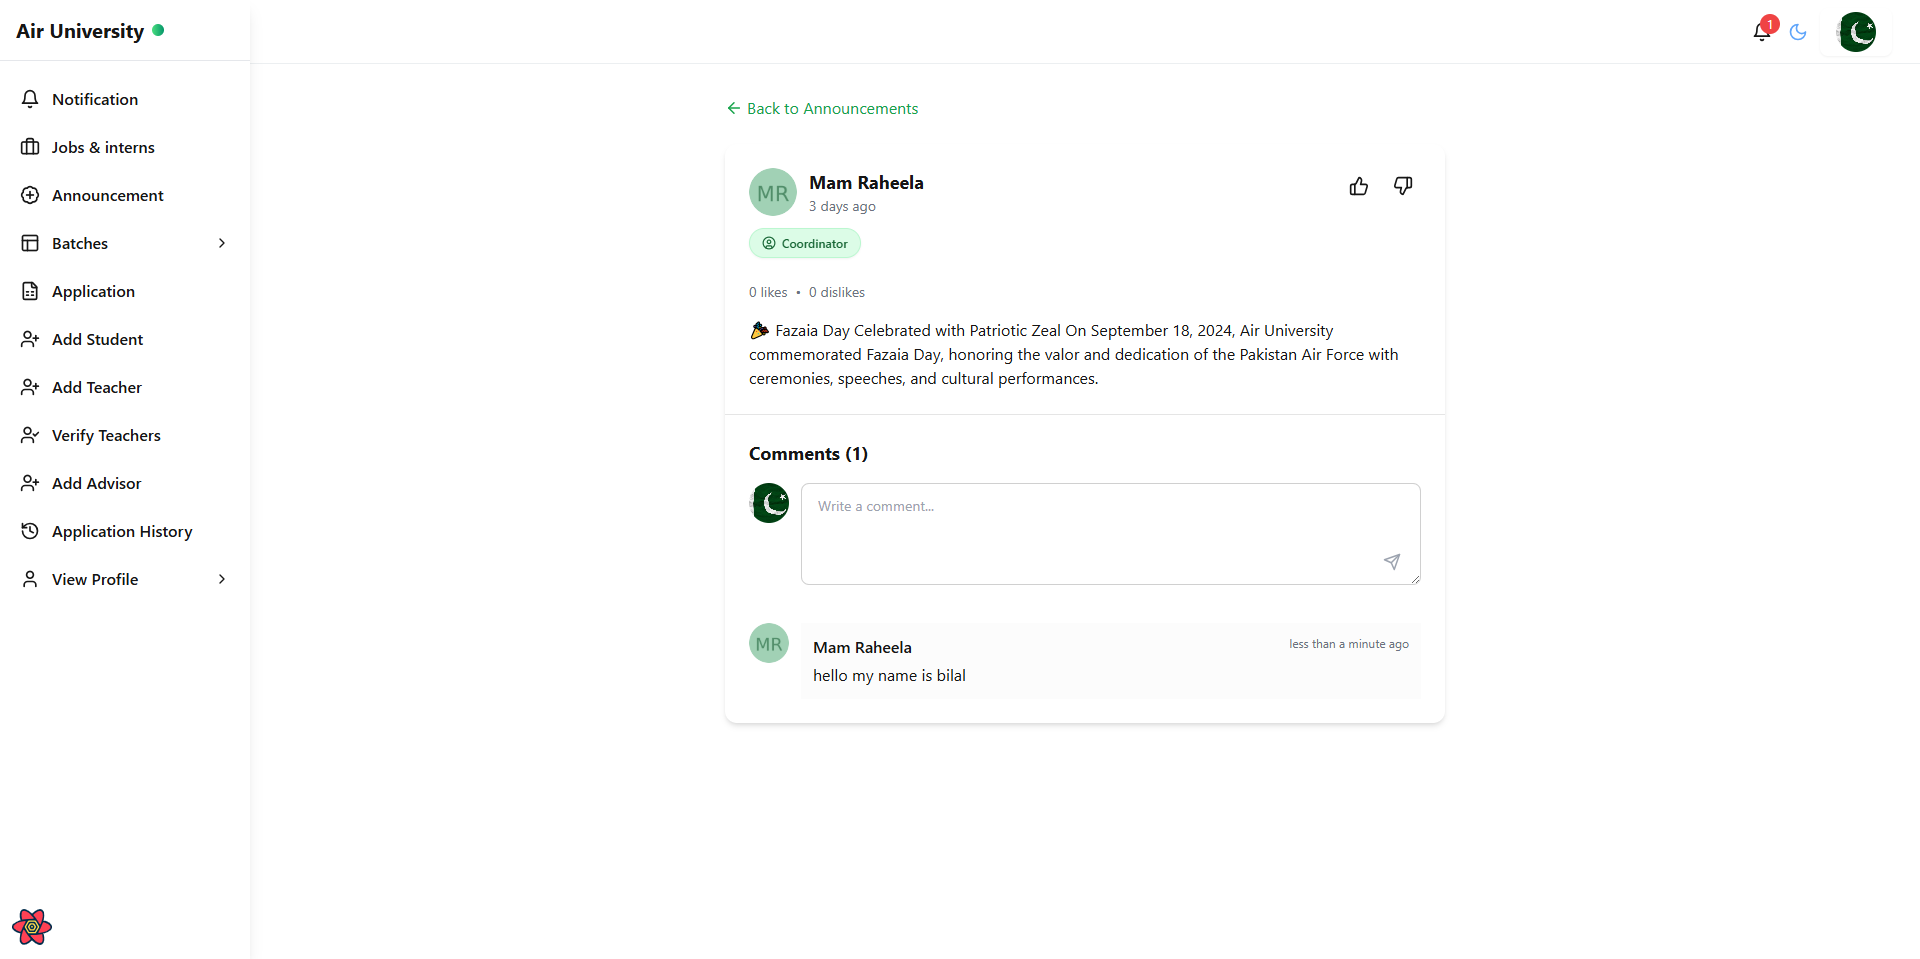 Air University
1
Notification
Jobs & interns
Announcement
Batches
Application
Add Student
Add Teacher
Verify Teachers
Add Advisor
Application History
View Profile
Back to Announcements
MR
Mam Raheela
3 days ago
Coordinator
0 likes • 0 dislikes
🎉 Fazaia Day Celebrated with Patriotic Zeal On September 18, 2024, Air University
commemorated Fazaia Day, honoring the valor and dedication of the Pakistan Air Force with
ceremonies, speeches, and cultural performances.
Comments (1)
Write a comment...
MR
Mam Raheela
less than a minute ago
hello my name is bilal